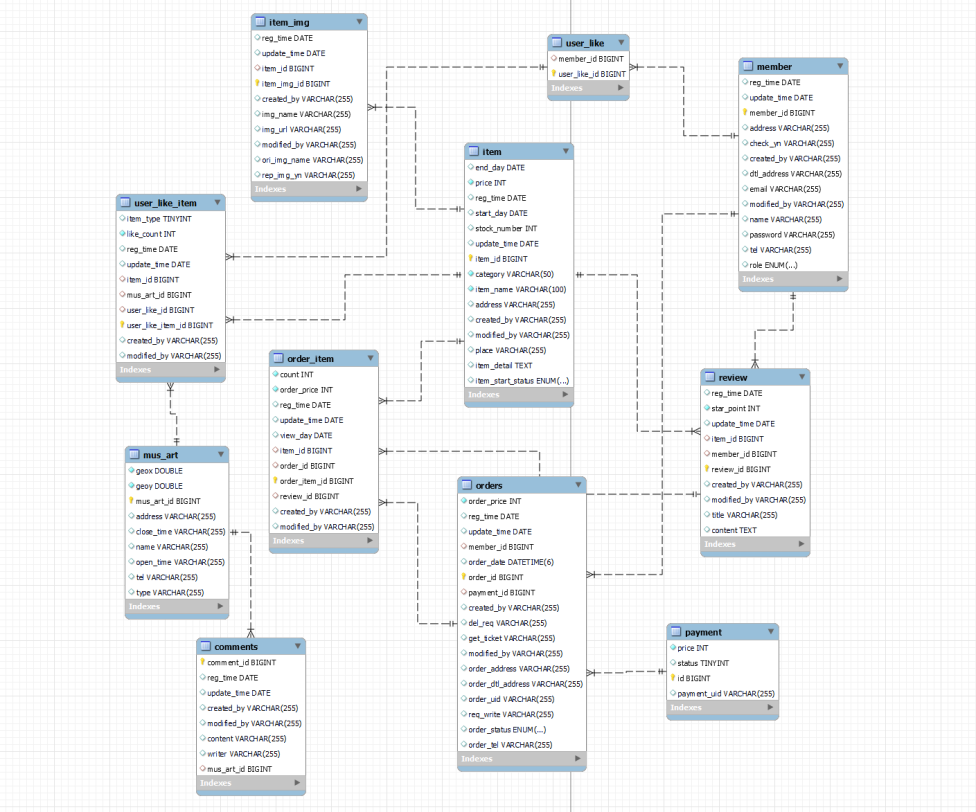 item_img
reg_time DATE
update_time DATE
item_id BIGINT
item_img_id BIGINT
created_by VARCHAR(255)
img_name VARCHAR(255)
img_url VARCHAR(255)
modified_by VARCHAR(255)
ori_img_name VARCHAR(255)
rep_img_yn VARCHAR(255)
Indexes
user_like
member_id BIGINT
user_like_id BIGINT
Indexes
member
reg_time DATE
update_time DATE
member_id BIGINT
address VARCHAR(255)
check_yn VARCHAR(255)
created_by VARCHAR(255)
dtl_address VARCHAR(255)
email VARCHAR(255)
modified_by VARCHAR(255)
name VARCHAR(255)
password VARCHAR(255)
tel VARCHAR(255)
role ENUM(...)
Indexes
item
end_day DATE
price INT
reg_time DATE
start_day DATE
stock_number INT
update_time DATE
item_id BIGINT
category VARCHAR(50)
item_name VARCHAR(100)
address VARCHAR(255)
created_by VARCHAR(255)
modified_by VARCHAR(255)
place VARCHAR(255)
item_detail TEXT
item_start_status ENUM(...)
Indexes
user_like_item
item_type TINYINT
like_count INT
reg_time DATE
update_time DATE
item_id BIGINT
mus_art_id BIGINT
user_like_id BIGINT
user_like_item_id BIGINT
created_by VARCHAR(255)
modified_by VARCHAR(255)
Indexes
order_item
count INT
order_price INT
reg_time DATE
update_time DATE
view_day DATE
item_id BIGINT
order_id BIGINT
order_item_id BIGINT
review_id BIGINT
created_by VARCHAR(255)
modified_by VARCHAR(255)
Indexes
review
reg_time DATE
star_point INT
update_time DATE
item_id BIGINT
member_id BIGINT
review_id BIGINT
created_by VARCHAR(255)
modified_by VARCHAR(255)
title VARCHAR(255)
content TEXT
Indexes
mus_art
geox DOUBLE
geoy DOUBLE
mus_art_id BIGINT
address VARCHAR(255)
close_time VARCHAR(255)
name VARCHAR(255)
open_time VARCHAR(255)
tel VARCHAR(255)
type VARCHAR(255)
Indexes
orders
order_price INT
reg_time DATE
update_time DATE
member_id BIGINT
order_date DATETIME(6)
order_id BIGINT
payment_id BIGINT
created_by VARCHAR(255)
del_req VARCHAR(255)
get_ticket VARCHAR(255)
modified_by VARCHAR(255)
order_address VARCHAR(255)
order_dtl_address VARCHAR(255)
order_uid VARCHAR(255)
req_write VARCHAR(255)
order_status ENUM(...)
order_tel VARCHAR(255)
Indexes
comments
comment_id BIGINT
reg_time DATE
update_time DATE
created_by VARCHAR(255)
modified_by VARCHAR(255)
content VARCHAR(255)
writer VARCHAR(255)
mus_art_id BIGINT
Indexes
payment
price INT
status TINYINT
id BIGINT
payment_uid VARCHAR(255)
Indexes